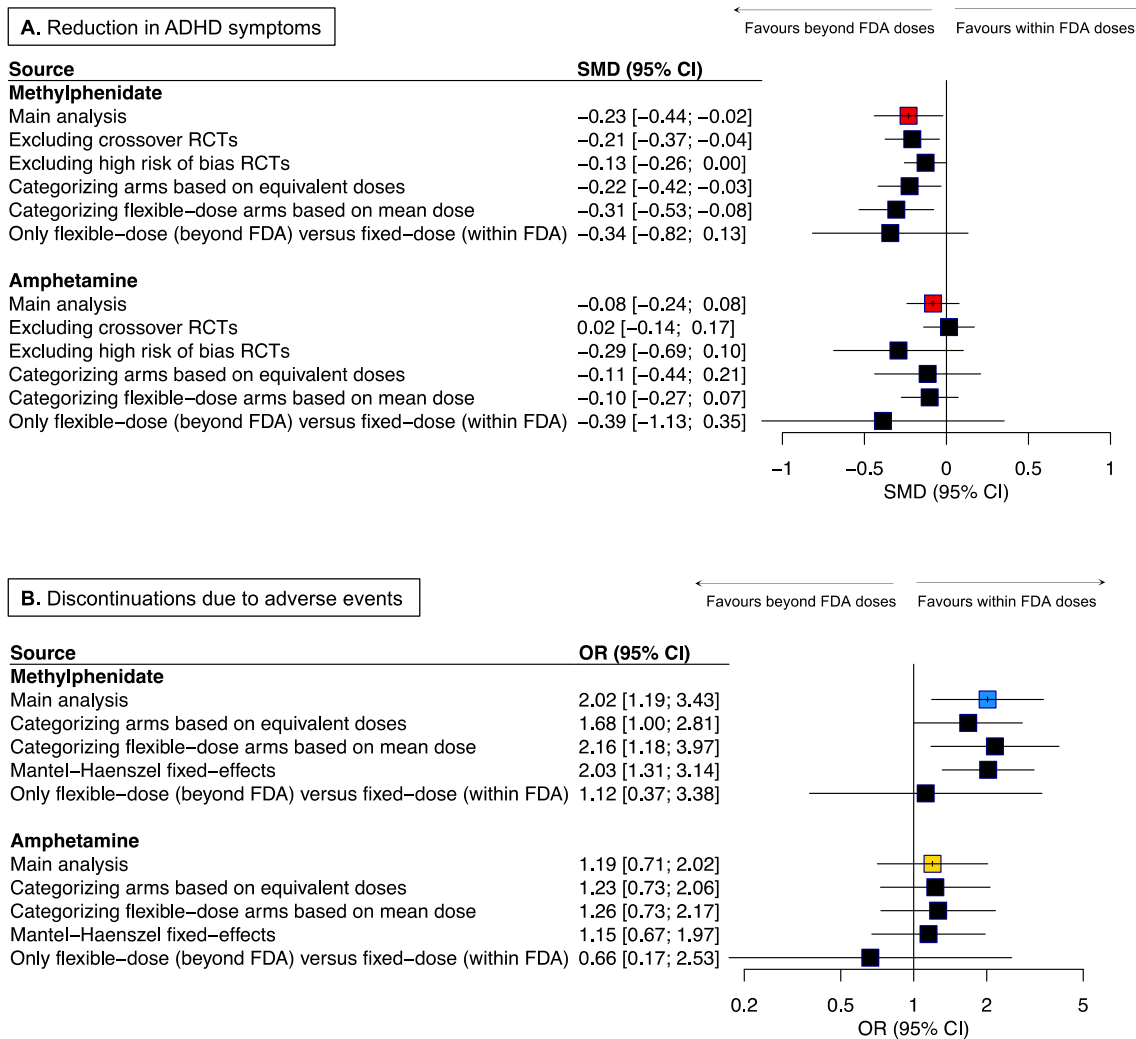 A. Reduction in ADHD symptoms
Favours beyond FDA doses Favours within FDA doses
Source SMD (95% CI)
Methylphenidate
Main analysis −0.23 [−0.44; −0.02]
Excluding crossover RCTs −0.21 [−0.37; −0.04]
Excluding high risk of bias RCTs −0.13 [−0.26; 0.00]
Categorizing arms based on equivalent doses −0.22 [−0.42; −0.03]
Categorizing flexible−dose arms based on mean dose −0.31 [−0.53; −0.08]
Only flexible−dose (beyond FDA) versus fixed−dose (within FDA) −0.34 [−0.82; 0.13]
Amphetamine
Main analysis −0.08 [−0.24; 0.08]
Excluding crossover RCTs 0.02 [−0.14; 0.17]
Excluding high risk of bias RCTs −0.29 [−0.69; 0.10]
Categorizing arms based on equivalent doses −0.11 [−0.44; 0.21]
Categorizing flexible−dose arms based on mean dose −0.10 [−0.27; 0.07]
Only flexible−dose (beyond FDA) versus fixed−dose (within FDA) −0.39 [−1.13; 0.35]
−1 −0.5 0 0.5 1
SMD (95% CI)
B. Discontinuations due to adverse events
Favours beyond FDA doses Favours within FDA doses
Source OR (95% CI)
Methylphenidate
Main analysis 2.02 [1.19; 3.43]
Categorizing arms based on equivalent doses 1.68 [1.00; 2.81]
Categorizing flexible−dose arms based on mean dose 2.16 [1.18; 3.97]
Mantel−Haenszel fixed−effects 2.03 [1.31; 3.14]
Only flexible−dose (beyond FDA) versus fixed−dose (within FDA) 1.12 [0.37; 3.38]
Amphetamine
Main analysis 1.19 [0.71; 2.02]
Categorizing arms based on equivalent doses 1.23 [0.73; 2.06]
Categorizing flexible−dose arms based on mean dose 1.26 [0.73; 2.17]
Mantel−Haenszel fixed−effects 1.15 [0.67; 1.97]
Only flexible−dose (beyond FDA) versus fixed−dose (within FDA) 0.66 [0.17; 2.53]
0.2 0.5 1 2 5
OR (95% CI)